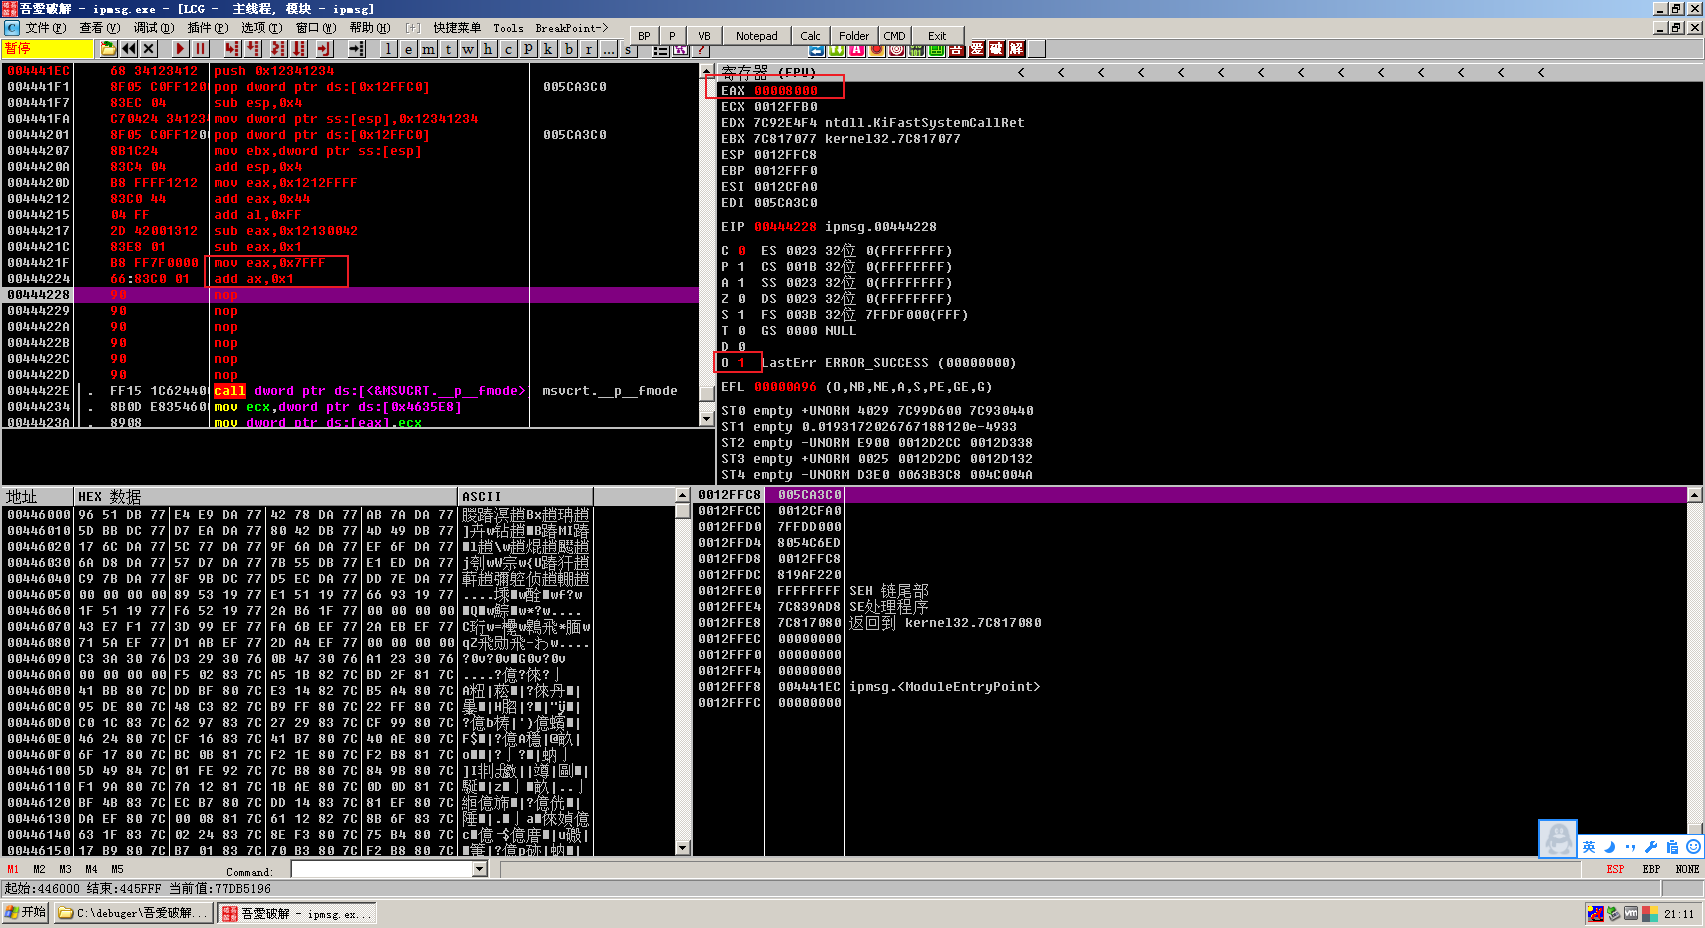 吾爱破解 - ipmsg.exe - [LCG - 主线程, 模块 - ipmsg]
文件(F) 查看(V) 调试(D) 插件(P) 选项(T) 窗口(W) 帮助(H) [+] 快捷菜单 Tools BreakPoint->
BP P VB Notepad Calc Folder CMD Exit
暂停 l e m t w h c p k b r ... s ? 吾 爱 破 解
004441EC 68 34123412 push 0x12341234
004441F1 8F05 C0FF1200 pop dword ptr ds:[0x12FFC0] 005CA3C0
004441F7 83EC 04 sub esp,0x4
004441FA C70424 341234 mov dword ptr ss:[esp],0x12341234
00444201 8F05 C0FF1200 pop dword ptr ds:[0x12FFC0] 005CA3C0
00444207 8B1C24 mov ebx,dword ptr ss:[esp]
0044420A 83C4 04 add esp,0x4
0044420D B8 FFFF1212 mov eax,0x1212FFFF
00444212 83C0 44 add eax,0x44
00444215 04 FF add al,0xFF
00444217 2D 42001312 sub eax,0x12130042
0044421C 83E8 01 sub eax,0x1
0044421F B8 FF7F0000 mov eax,0x7FFF
00444224 66:83C0 01 add ax,0x1
00444228 90 nop
00444229 90 nop
0044422A 90 nop
0044422B 90 nop
0044422C 90 nop
0044422D 90 nop
0044422E . FF15 1C624400 call dword ptr ds:[<&MSVCRT.__p__fmode> msvcrt.__p__fmode
00444234 . 8B0D E8354600 mov ecx,dword ptr ds:[0x4635E8]
0044423A . 8908 mov dword ptr ds:[eax],ecx
寄存器 (FPU) < < < < < < < < < < < < < <
EAX 00008000
ECX 0012FFB0
EDX 7C92E4F4 ntdll.KiFastSystemCallRet
EBX 7C817077 kernel32.7C817077
ESP 0012FFC8
EBP 0012FFF0
ESI 0012CFA0
EDI 005CA3C0
EIP 00444228 ipmsg.00444228
C 0 ES 0023 32位 0(FFFFFFFF)
P 1 CS 001B 32位 0(FFFFFFFF)
A 1 SS 0023 32位 0(FFFFFFFF)
Z 0 DS 0023 32位 0(FFFFFFFF)
S 1 FS 003B 32位 7FFDF000(FFF)
T 0 GS 0000 NULL
D 0
O 1 LastErr ERROR_SUCCESS (00000000)
EFL 00000A96 (O,NB,NE,A,S,PE,GE,G)
ST0 empty +UNORM 4029 7C99D600 7C930440
ST1 empty 0.0193172026767188120e-4933
ST2 empty -UNORM E900 0012D2CC 0012D338
ST3 empty +UNORM 0025 0012D2DC 0012D132
ST4 empty -UNORM D3E0 0063B3C8 004C004A
地址 HEX 数据 ASCII
00446000 96 51 DB 77 E4 E9 DA 77 42 78 DA 77 AB 7A DA 77
00446010 5D BB DC 77 D7 EA DA 77 80 42 DB 77 4D 49 DB 77
00446020 17 6C DA 77 5C 77 DA 77 9F 6A DA 77 EF 6F DA 77
00446030 6A D8 DA 77 57 D7 DA 77 7B 55 DB 77 E1 ED DA 77
00446040 C9 7B DA 77 8F 9B DC 77 D5 EC DA 77 DD 7E DA 77
00446050 00 00 00 00 89 53 19 77 E1 51 19 77 66 93 19 77
00446060 1F 51 19 77 F6 52 19 77 2A B6 1F 77 00 00 00 00
00446070 43 E7 F1 77 3D 99 EF 77 FA 6B EF 77 2A EB EF 77
00446080 71 5A EF 77 D1 AB EF 77 2D A4 EF 77 00 00 00 00
00446090 C3 3A 30 76 D3 29 30 76 0B 47 30 76 A1 23 30 76
004460A0 00 00 00 00 F5 02 83 7C A5 1B 82 7C BD 2F 81 7C
004460B0 41 BB 80 7C DD BF 80 7C E3 14 82 7C B5 A4 80 7C
004460C0 95 DE 80 7C 48 C3 82 7C B9 FF 80 7C 22 FF 80 7C
004460D0 C0 1C 83 7C 62 97 83 7C 27 29 83 7C CF 99 80 7C
004460E0 46 24 80 7C CF 16 83 7C 41 B7 80 7C 40 AE 80 7C
004460F0 6F 17 80 7C BC 0B 81 7C F2 1E 80 7C F2 B8 81 7C
00446100 5D 49 84 7C 01 FE 92 7C 7C B8 80 7C 84 9B 80 7C
00446110 F1 9A 80 7C 7A 12 81 7C 1B AE 80 7C 0D 0D 81 7C
00446120 BF 4B 83 7C EC B7 80 7C DD 14 83 7C 81 EF 80 7C
00446130 DA EF 80 7C 00 08 81 7C 61 12 82 7C 8B 6F 83 7C
00446140 63 1F 83 7C 02 24 83 7C 8E F3 80 7C 75 B4 80 7C
00446150 17 B9 80 7C B7 01 83 7C 70 B3 80 7C F2 B8 80 7C
0012FFC8 005CA3C0
0012FFCC 0012CFA0
0012FFD0 7FFDD000
0012FFD4 8054C6ED
0012FFD8 0012FFC8
0012FFDC 819AF220
0012FFE0 FFFFFFFF SEH 链尾部
0012FFE4 7C839AD8 SE处理程序
0012FFE8 7C817080 返回到 kernel32.7C817080
0012FFEC 00000000
0012FFF0 00000000
0012FFF4 00000000
0012FFF8 004441EC ipmsg.<ModuleEntryPoint>
0012FFFC 00000000
英
M1 M2 M3 M4 M5 Command: ESP EBP NONE
起始:446000 结束:445FFF 当前值:77DB5196
开始 C:\debuger\吾爱破解... 吾爱破解 - ipmsg.ex... 21:11